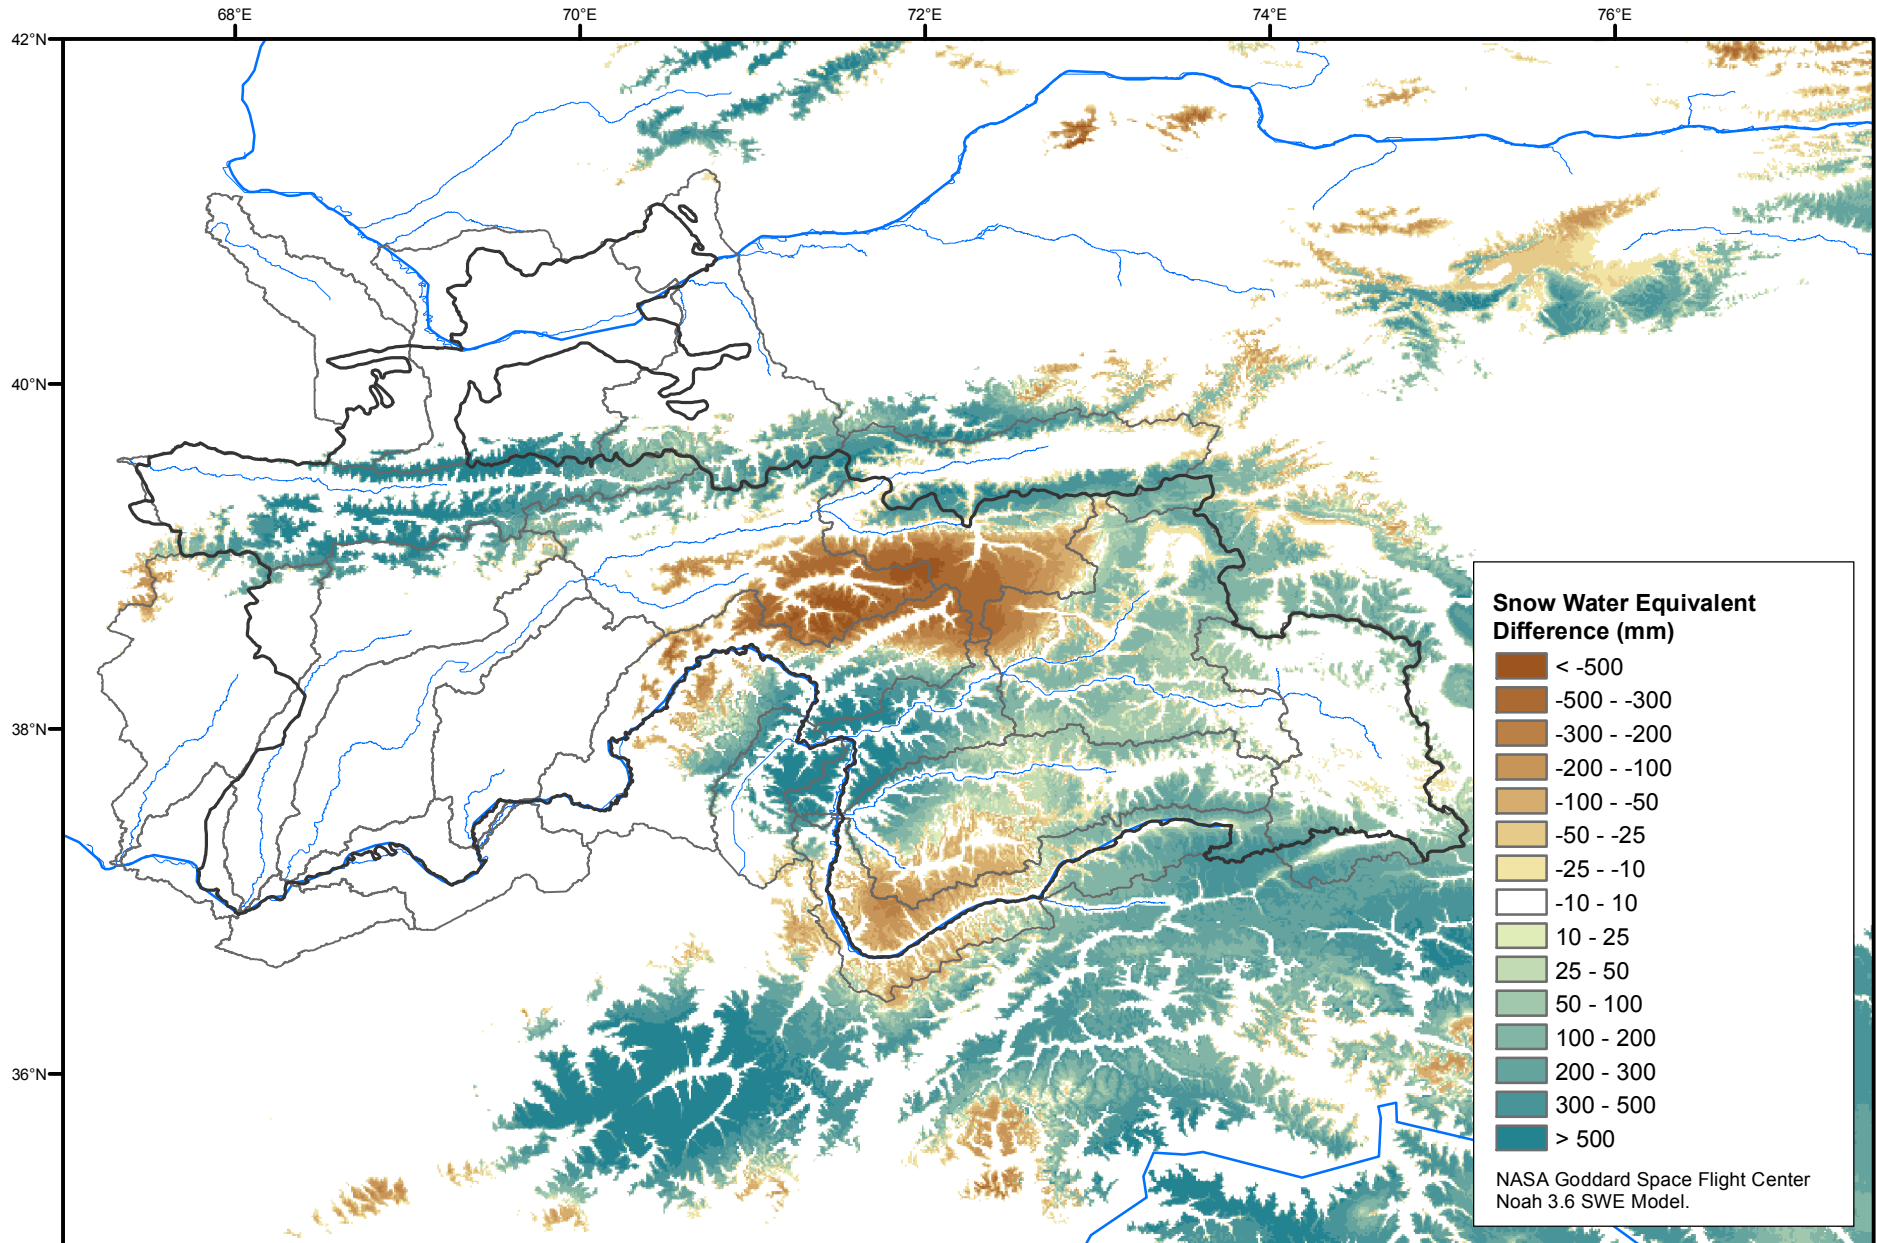 68°E
70°E
72°E
74°E
76°E
42°N
40°N
38°N
36°N
Snow Water Equivalent
Difference (mm)
< -500
-500 - -300
-300 - -200
-200 - -100
-100 - -50
-50 - -25
-25 - -10
-10 - 10
10 - 25
25 - 50
50 - 100
100 - 200
200 - 300
300 - 500
> 500
NASA Goddard Space Flight Center
Noah 3.6 SWE Model.